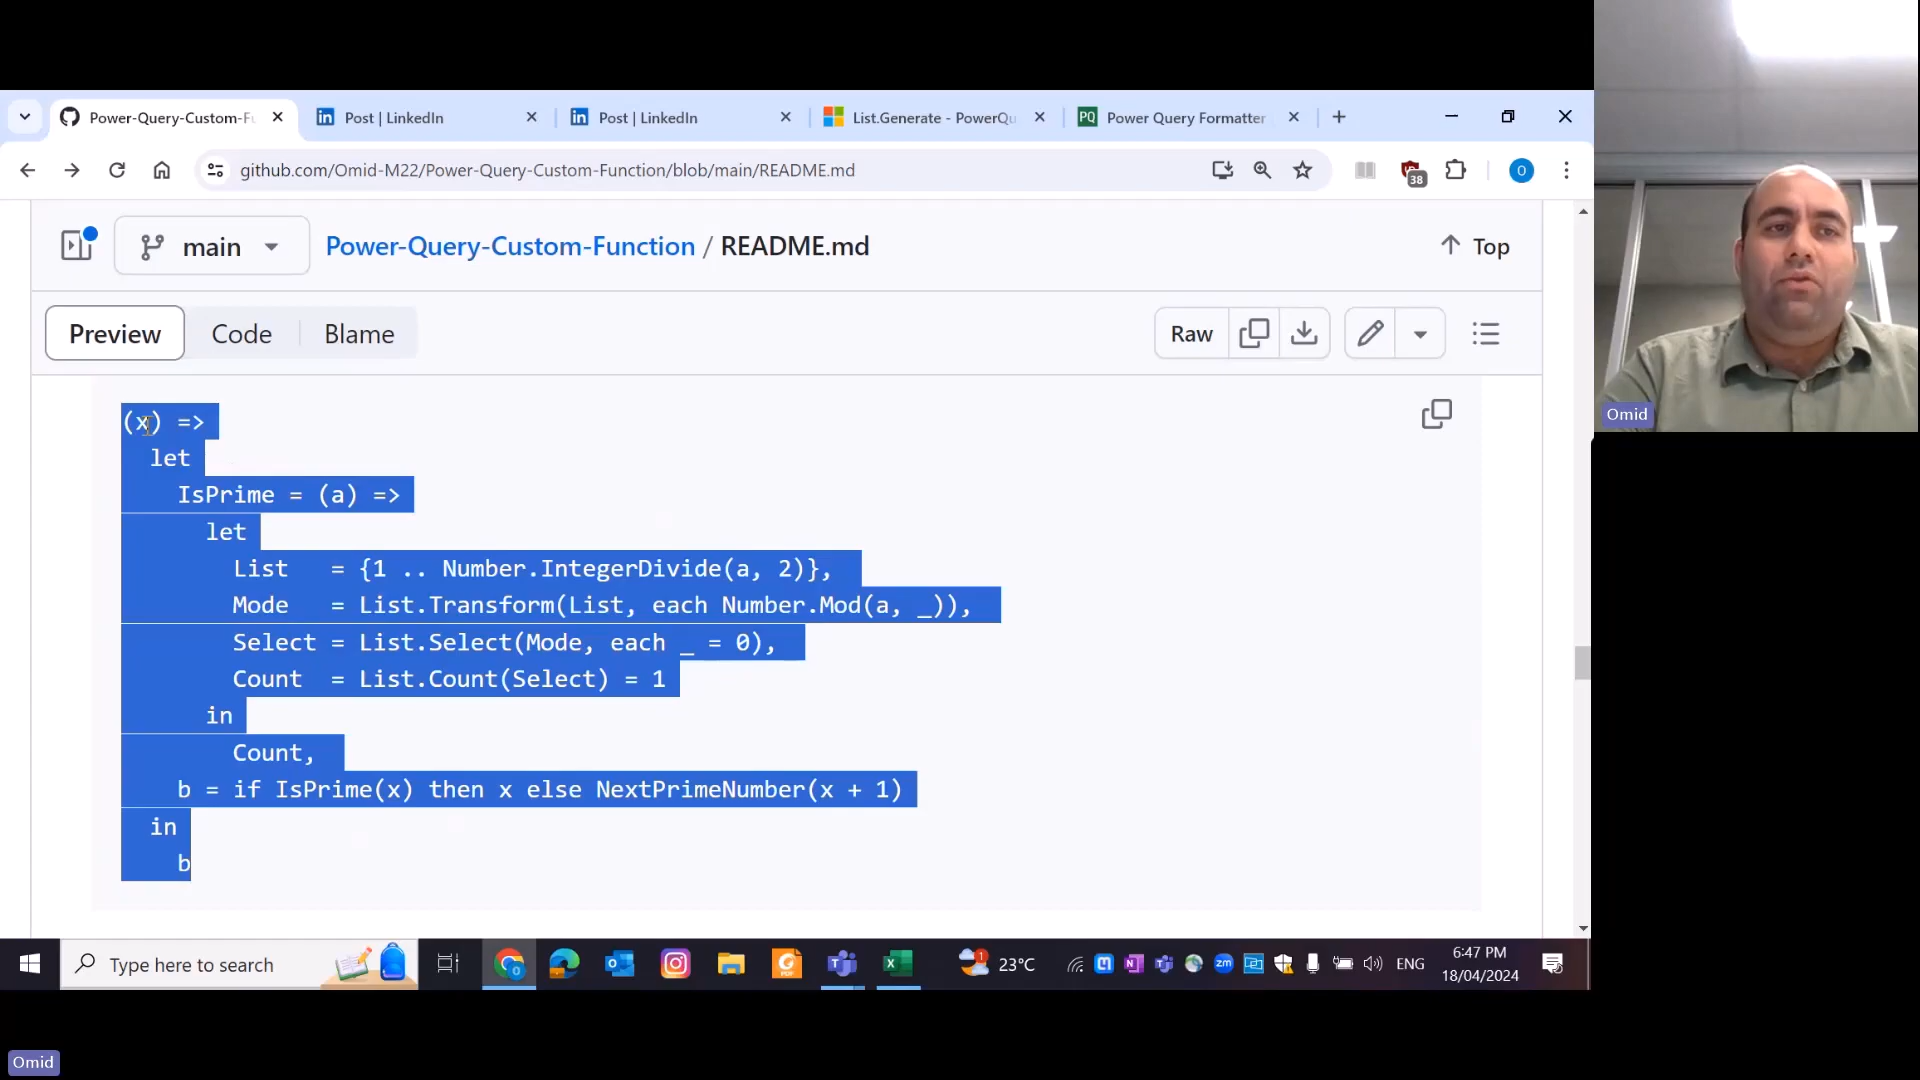 Power-Query-Custom-F
Post | LinkedIn
Post | LinkedIn
List.Generate - PowerQu
PQ
Power Query Formatter
github.com/Omid-M22/Power-Query-Custom-Function/blob/main/README.md
38
O
main
Power-Query-Custom-Function / README.md
Top
Preview
Code
Blame
Raw
(x) =>
let
IsPrime = (a) =>
let
List = {1 .. Number.IntegerDivide(a, 2)},
Mode = List.Transform(List, each Number.Mod(a, _)),
Select = List.Select(Mode, each _ = 0),
Count = List.Count(Select) = 1
in
Count,
b = if IsPrime(x) then x else NextPrimeNumber(x + 1)
in
b
Omid
Type here to search
1
23°C
zm
ENG
6:47 PM
18/04/2024
Omid